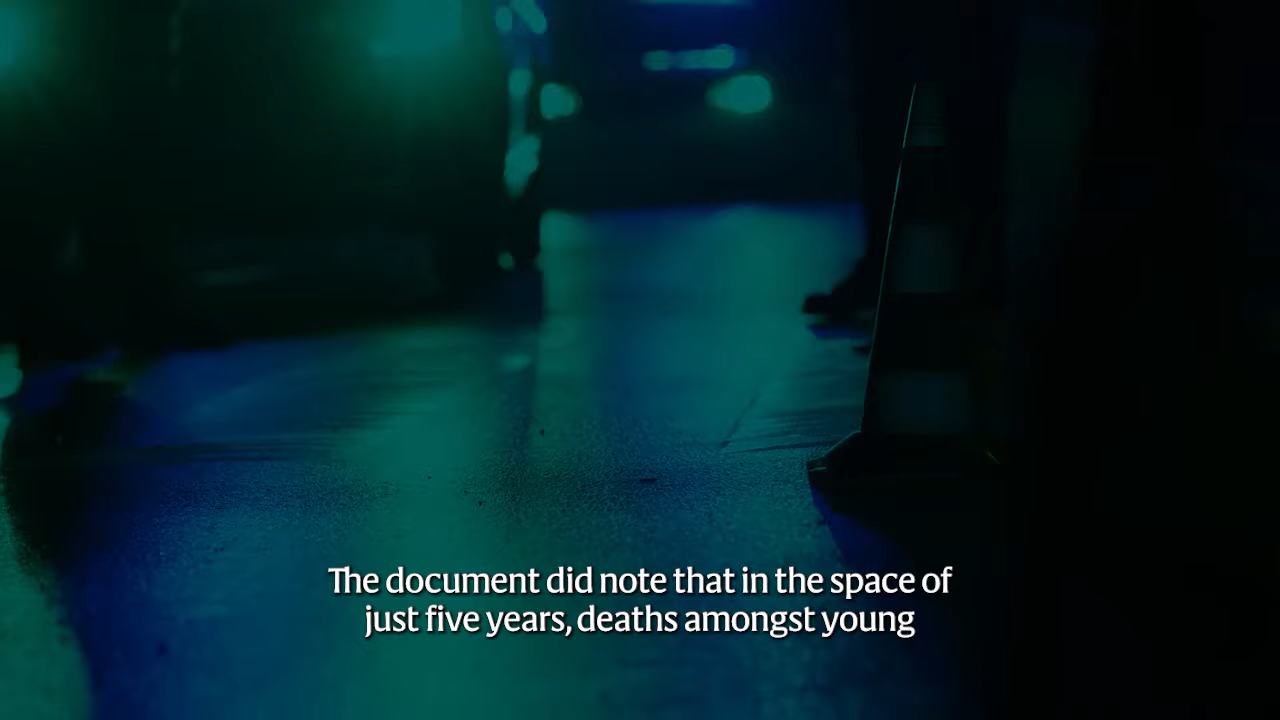 The document did note that in the space of
just five years, deaths amongst young